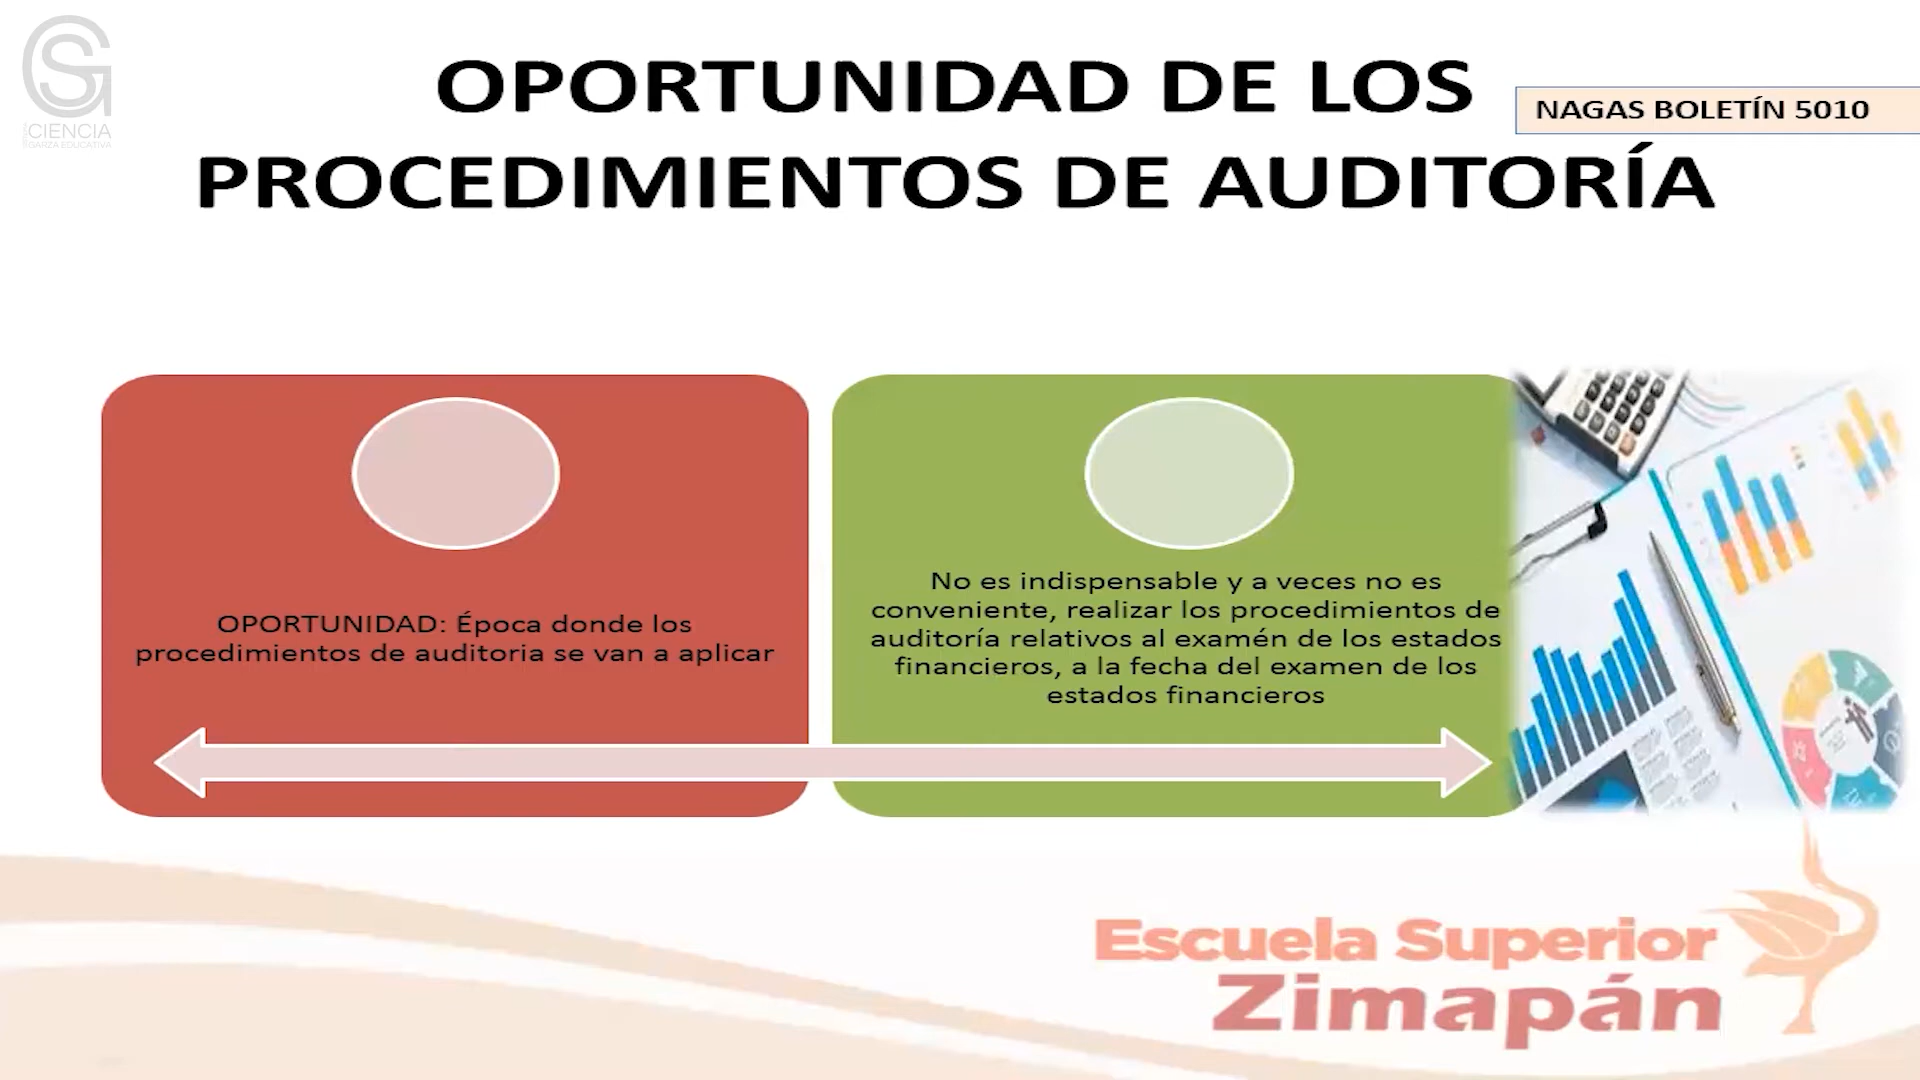 CIENCIA
GARZA EDUCATIVA
OPORTUNIDAD DE LOS
PROCEDIMIENTOS DE AUDITORÍA
NAGAS BOLETÍN 5010
OPORTUNIDAD: Época donde los
procedimientos de auditoria se van a aplicar
No es indispensable y a veces no es
conveniente, realizar los procedimientos de
auditoría relativos al examén de los estados
financieros, a la fecha del examen de los
estados financieros
Escuela Superior
Zimapán